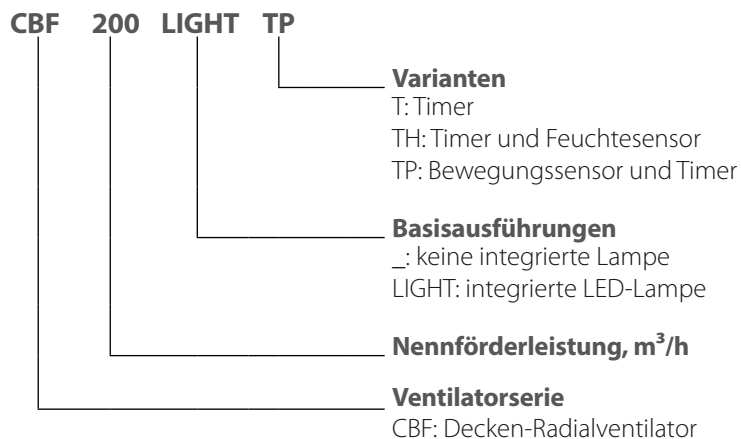 CBF 200 LIGHT TP
Varianten
T: Timer
TH: Timer und Feuchtesensor
TP: Bewegungssensor und Timer
Basisausführungen
_: keine integrierte Lampe
LIGHT: integrierte LED-Lampe
Nennförderleistung, m³/h
Ventilatorserie
CBF: Decken-Radialventilator